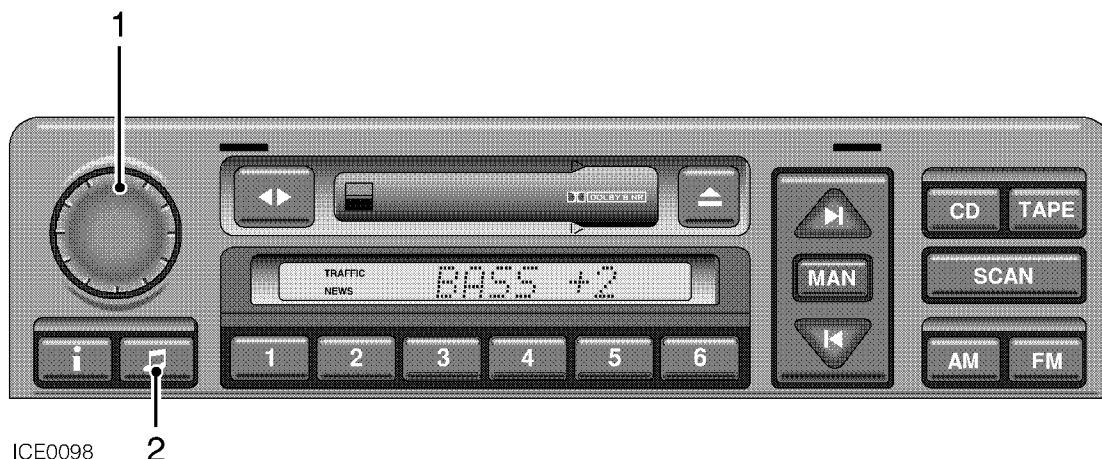 1
DOLBY B NR
CD TAPE
TRAFFIC
NEWS
BASS +2
MAN
SCAN
i
1 2 3 4 5 6
AM FM
ICE0098
2